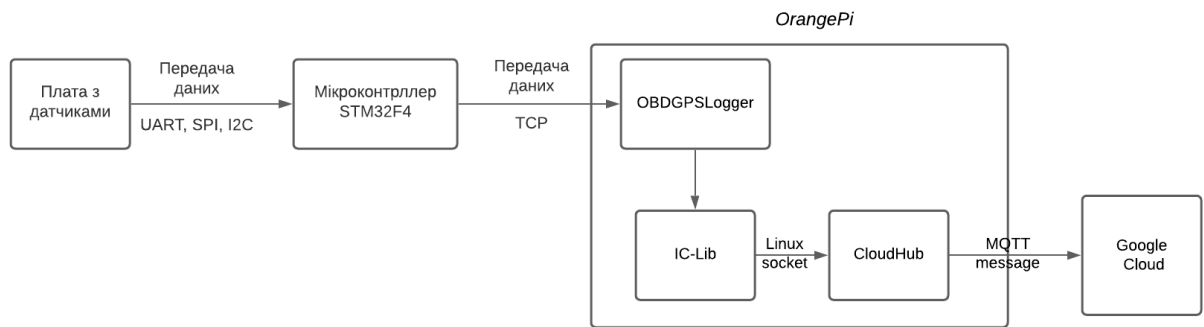 OrangePi
Плата з
датчиками
Передача
даних
UART, SPI, I2C
Мікроконтрллер
STM32F4
Передача
даних
TCP
OBDGPSLogger
IC-Lib
Linux
socket
CloudHub
MQTT
message
Google
Cloud